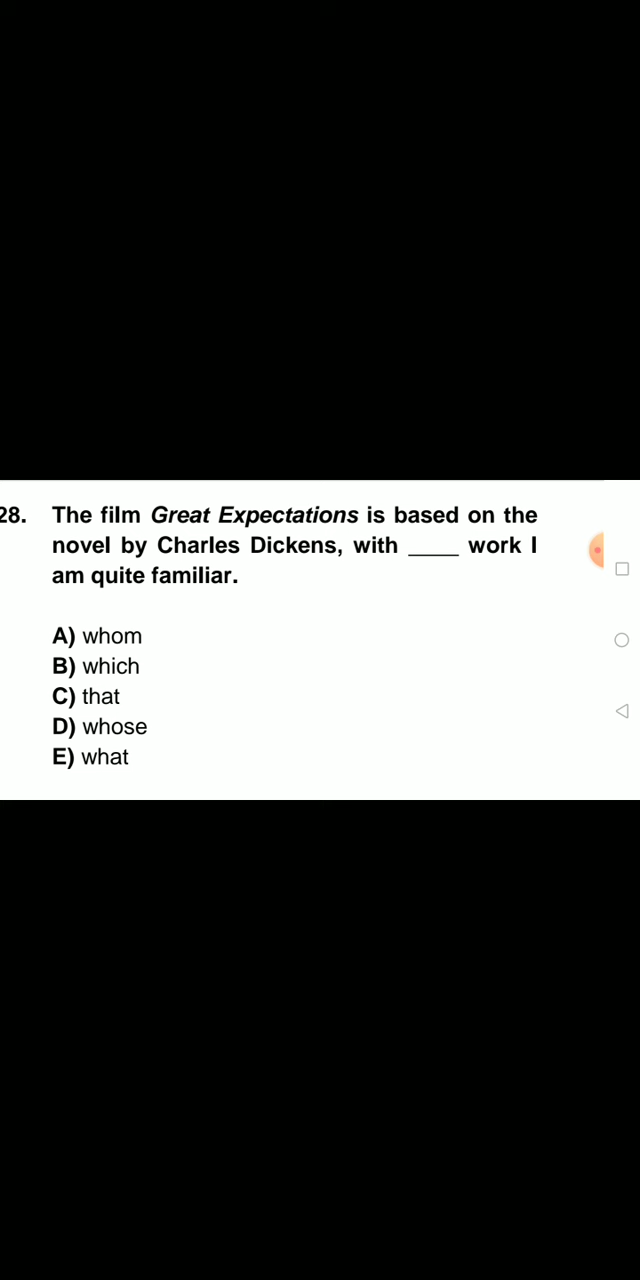 28. The film Great Expectations is based on the
novel by Charles Dickens, with ____ work I
am quite familiar.
A) whom
B) which
C) that
D) whose
E) what